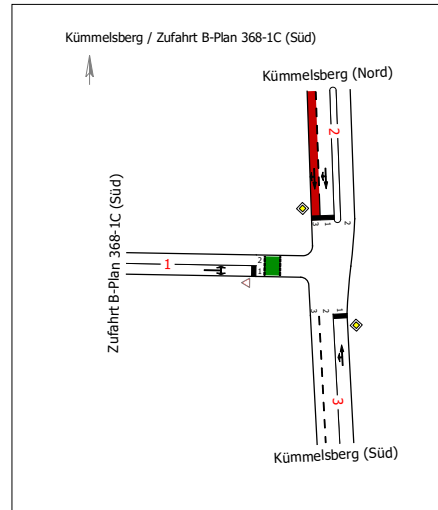 Kümmelsberg / Zufahrt B-Plan 368-1C (Süd)
Kümmelsberg (Nord)
2
3 1 2
Zufahrt B-Plan 368-1C (Süd)
1
2
1
3 2 1
3
Kümmelsberg (Süd)